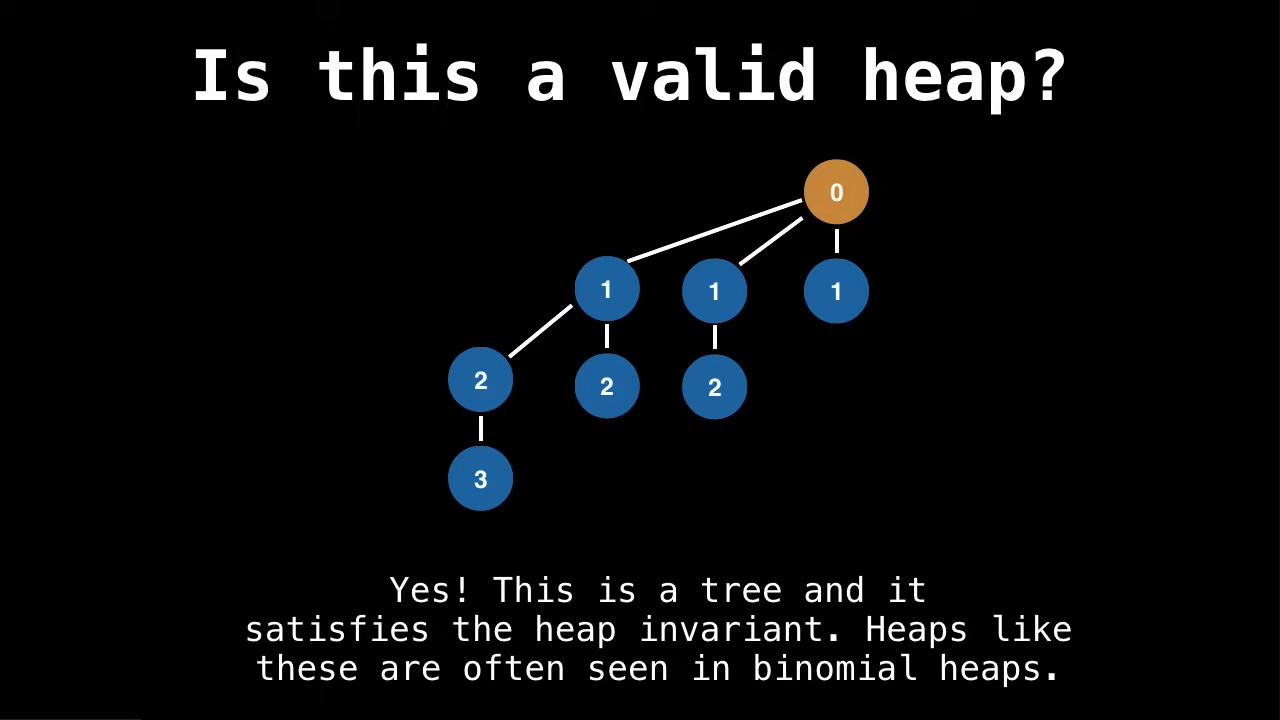 Is this a valid heap?
0
1 1 1
2 2 2
3
Yes! This is a tree and it
satisfies the heap invariant. Heaps like
these are often seen in binomial heaps.